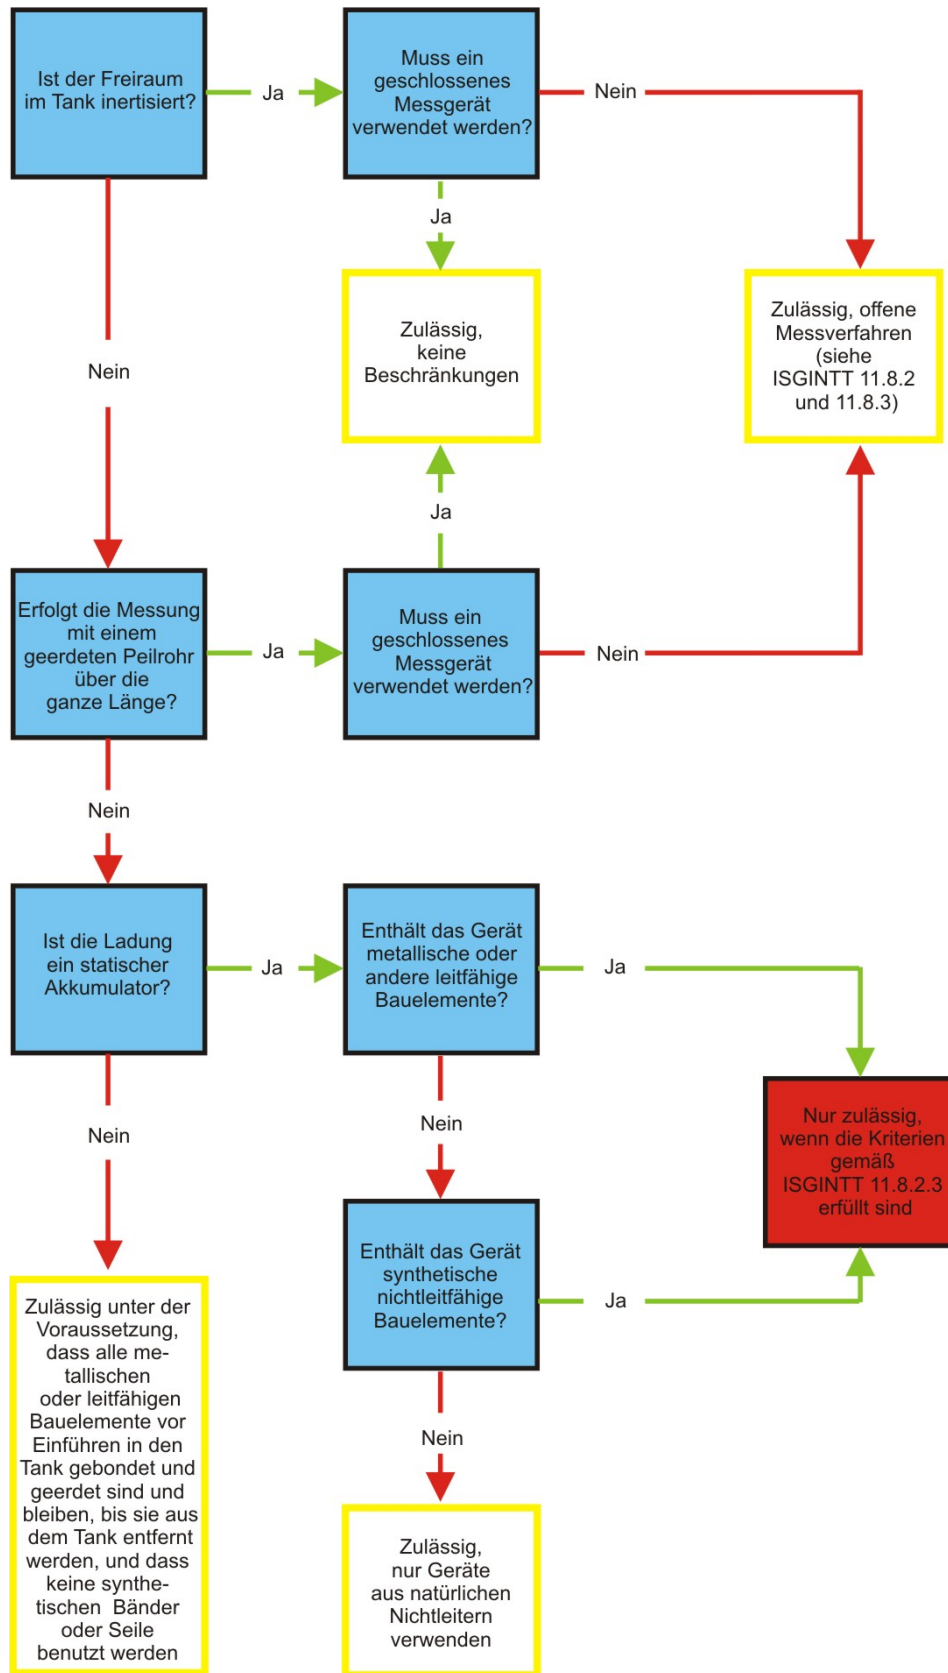 Ist der Freiraum
im Tank inertisiert?
Ja
Muss ein
geschlossenes
Messgerät
verwendet werden?
Nein
Ja
Zulässig,
keine
Beschränkungen
Zulässig, offene
Messverfahren
(siehe
ISGINTT 11.8.2
und 11.8.3)
Nein
Ja
Erfolgt die Messung
mit einem
geerdeten Peilrohr
über die
ganze Länge?
Ja
Muss ein
geschlossenes
Messgerät
verwendet werden?
Nein
Nein
Ist die Ladung
ein statischer
Akkumulator?
Ja
Enthält das Gerät
metallische oder
andere leitfähige
Bauelemente?
Ja
Nein
Nein
Nur zulässig,
wenn die Kriterien
gemäß
ISGINTT 11.8.2.3
erfüllt sind
Enthält das Gerät
synthetische
nichtleitfähige
Bauelemente?
Ja
Zulässig unter der
Voraussetzung,
dass alle me-
tallischen
oder leitfähigen
Bauelemente vor
Einführen in den
Tank gebondet und
geerdet sind und
bleiben, bis sie aus
dem Tank entfernt
werden, und dass
keine synthe-
tischen Bänder
oder Seile
benutzt werden
Nein
Zulässig,
nur Geräte
aus natürlichen
Nichtleitern
verwenden